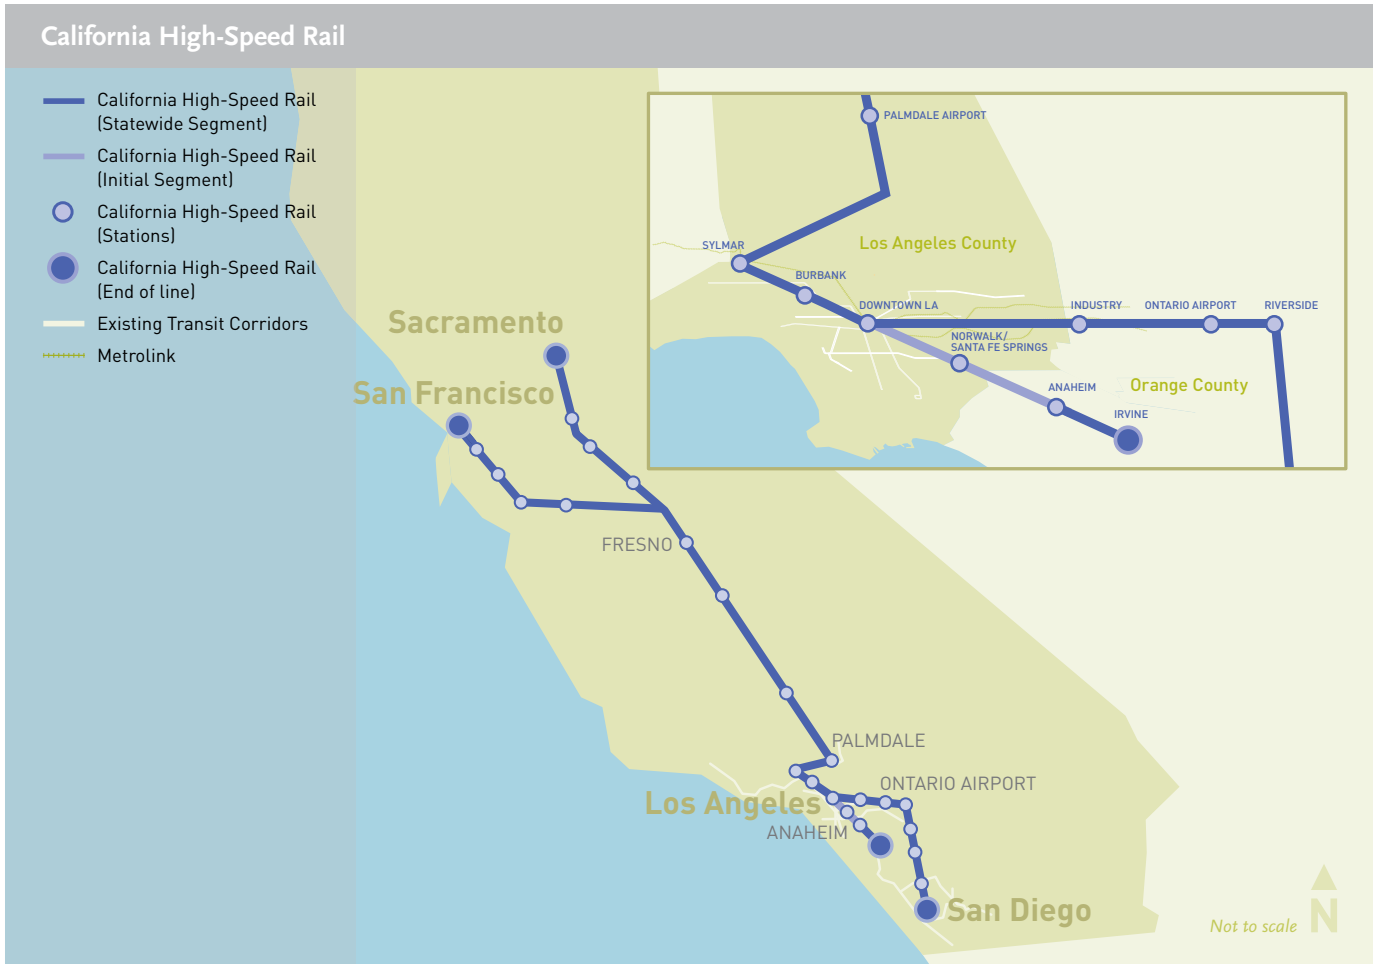 California High-Speed Rail
California High-Speed Rail
(Statewide Segment)
California High-Speed Rail
(Initial Segment)
California High-Speed Rail
(Stations)
California High-Speed Rail
(End of line)
Existing Transit Corridors
Metrolink
PALMDALE AIRPORT
SYLMAR
Los Angeles County
BURBANK
DOWNTOWN LA
INDUSTRY
ONTARIO AIRPORT
RIVERSIDE
NORWALK/
SANTA FE SPRINGS
ANAHEIM
Orange County
IRVINE
Sacramento
San Francisco
FRESNO
PALMDALE
ONTARIO AIRPORT
Los Angeles
ANAHEIM
San Diego
Not to scale
N